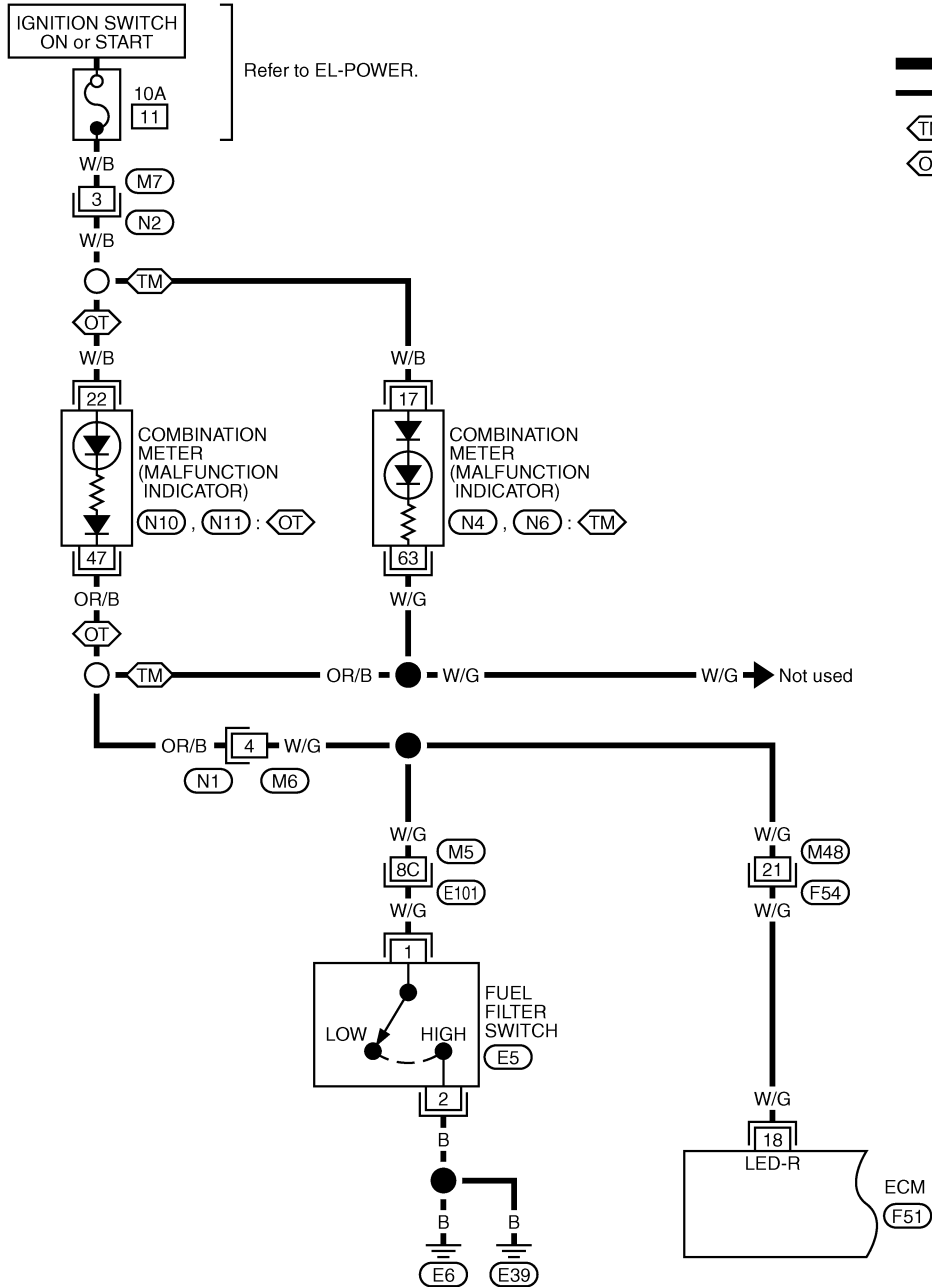 IGNITION SWITCH
ON or START
Refer to EL-POWER.
10A
11
W/B
M7
3
N2
W/B
TM
OT
W/B
W/B
22
17
COMBINATION
METER
(MALFUNCTION
INDICATOR)
N10 , N11 : OT
COMBINATION
METER
(MALFUNCTION
INDICATOR)
N4 , N6 : TM
47
63
OR/B
W/G
OT
TM
OR/B
W/G
W/G
Not used
OR/B
4
W/G
N1
M6
W/G
M5
8C
E101
W/G
W/G
M48
21
F54
W/G
1
LOW
HIGH
FUEL
FILTER
SWITCH
E5
2
B
B
B
E6
E39
W/G
18
LED-R
ECM
F51